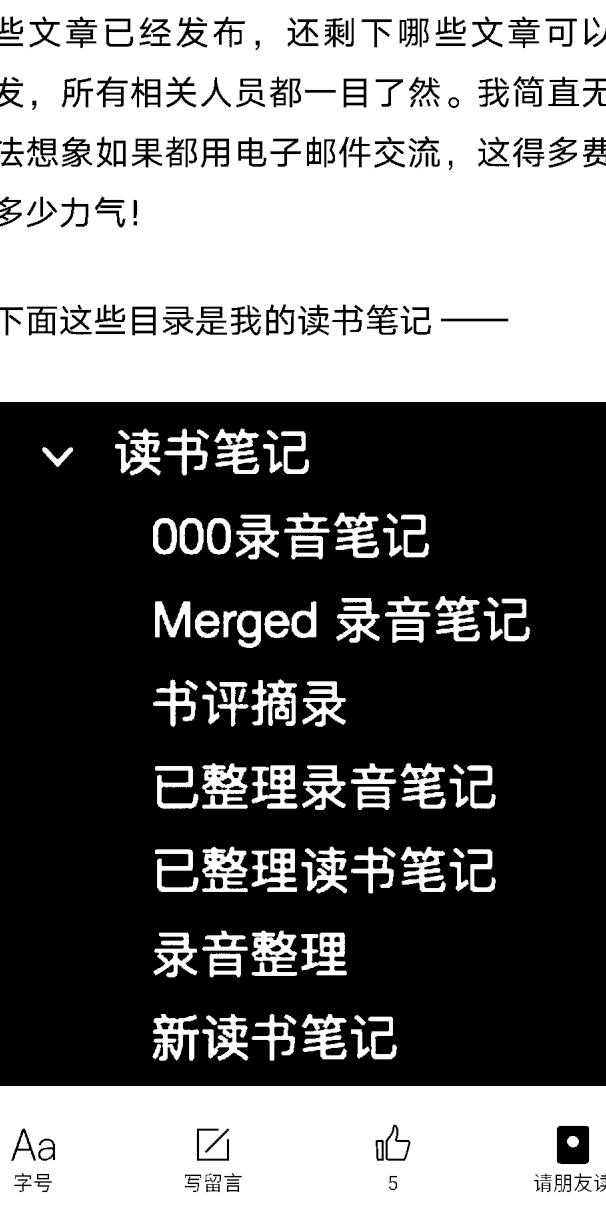 些文章已经发布，还剩下哪些文章可以
发，所有相关人员都一目了然。我简直无
法想象如果都用电子邮件交流，这得多费
多少力气！
下面这些目录是我的读书笔记 ——
读书笔记
000录音笔记
Merged 录音笔记
书评摘录
已整理录音笔记
已整理读书笔记
录音整理
新读书笔记
Aa
字号 写留言 5 请朋友读